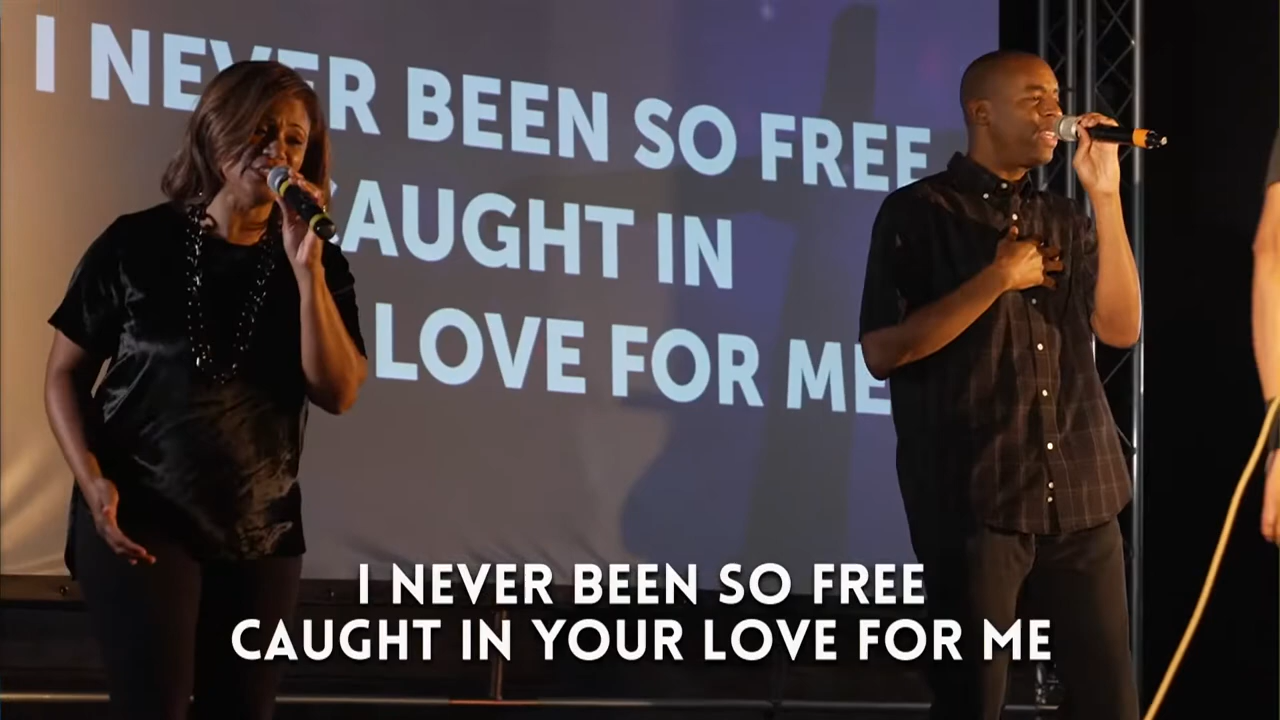 I NEVER BEEN SO FREE
CAUGHT IN
LOVE FOR ME
I NEVER BEEN SO FREE
CAUGHT IN YOUR LOVE FOR ME